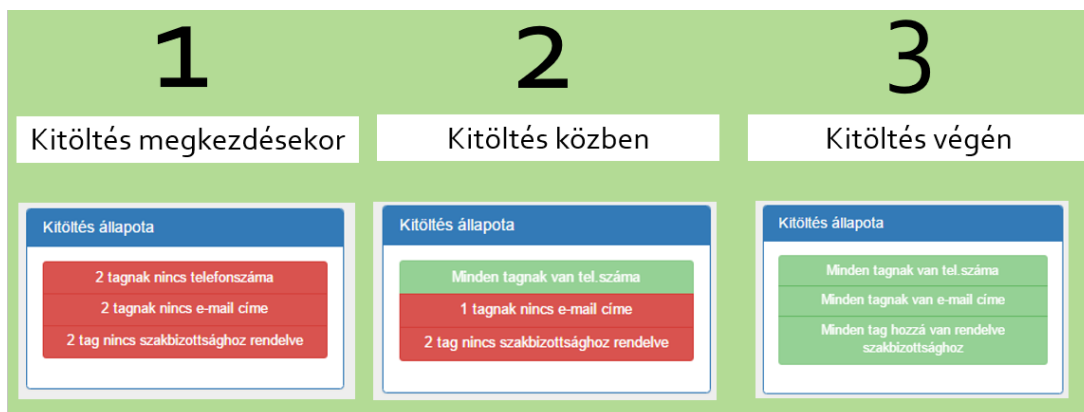 1
Kitöltés megkezdésekor
Kitöltés állapota
2 tagnak nincs telefonszáma
2 tagnak nincs e-mail címe
2 tag nincs szakbizottsághoz rendelve
2
Kitöltés közben
Kitöltés állapota
Minden tagnak van tel.száma
1 tagnak nincs e-mail címe
2 tag nincs szakbizottsághoz rendelve
3
Kitöltés végén
Kitöltés állapota
Minden tagnak van tel.száma
Minden tagnak van e-mail címe
Minden tag hozzá van rendelve
szakbizottsághoz